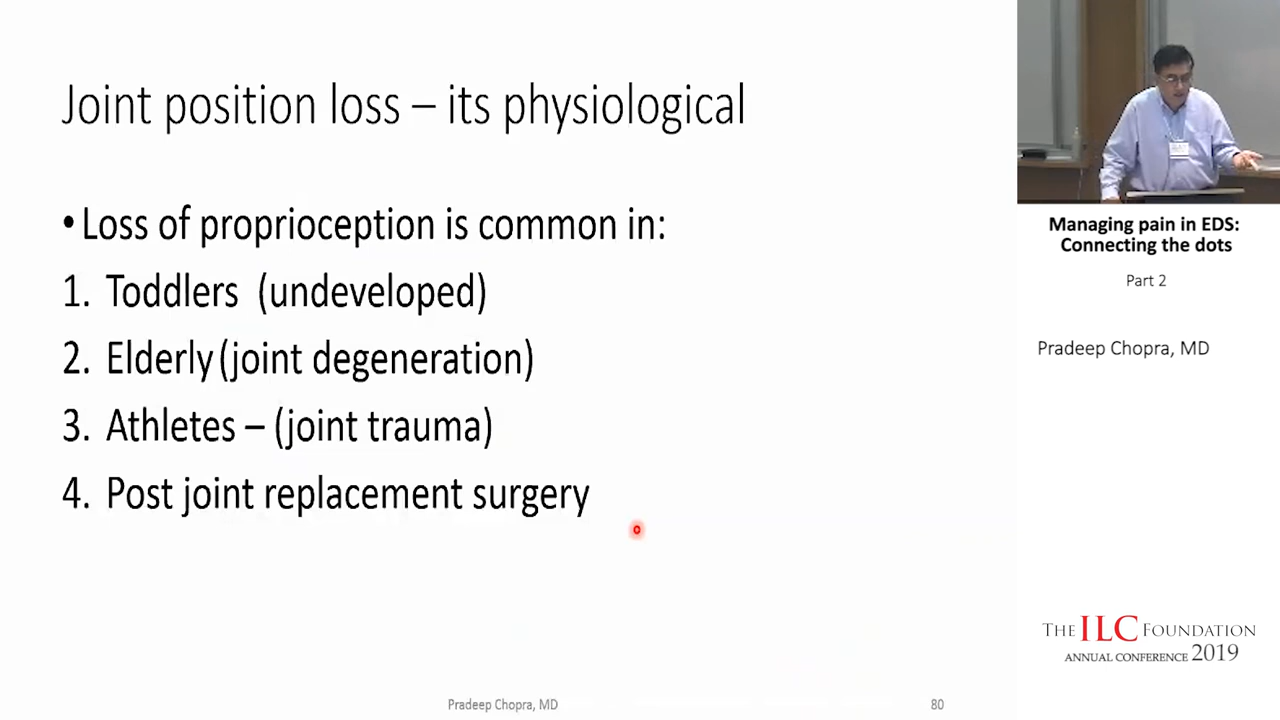 Joint position loss – its physiological
•Loss of proprioception is common in:
1. Toddlers (undeveloped)
2. Elderly (joint degeneration)
3. Athletes – (joint trauma)
4. Post joint replacement surgery
Pradeep Chopra, MD
80
Managing pain in EDS:
Connecting the dots
Part 2
Pradeep Chopra, MD
THE ILC FOUNDATION
ANNUAL CONFERENCE 2019